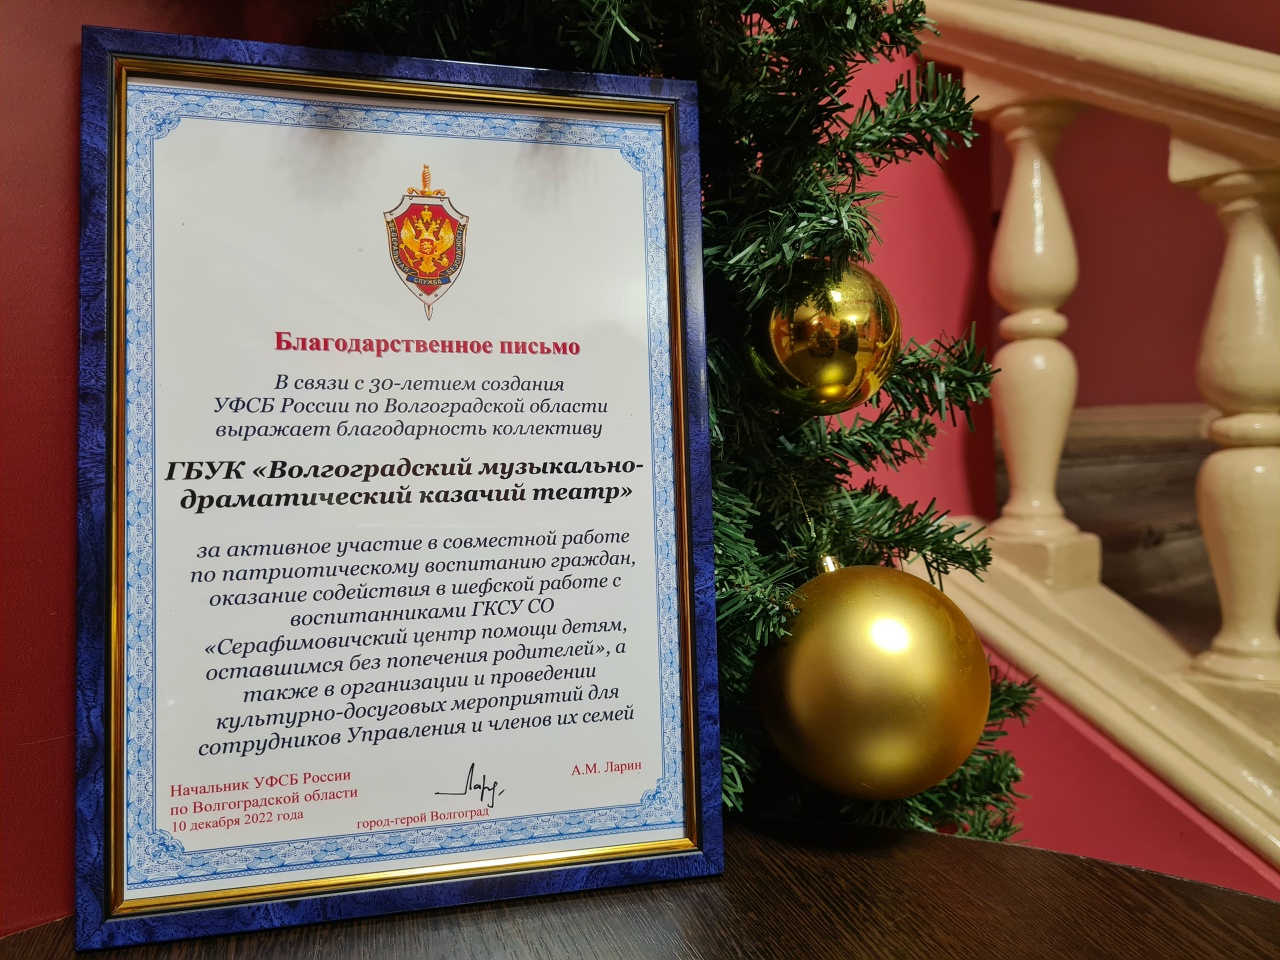 ФЕДЕРАЛЬНАЯ СЛУЖБА БЕЗОПАСНОСТИ
Благодарственное письмо
В связи с 30-летием создания
УФСБ России по Волгоградской области
выражает благодарность коллективу
ГБУК «Волгоградский музыкально-
драматический казачий театр»
за активное участие в совместной работе
по патриотическому воспитанию граждан,
оказание содействия в шефской работе с
воспитанниками ГКСУ СО
«Серафимовичский центр помощи детям,
оставшимся без попечения родителей», а
также в организации и проведении
культурно-досуговых мероприятий для
сотрудников Управления и членов их семей
Начальник УФСБ России
по Волгоградской области
10 декабря 2022 года
А.М. Ларин
город-герой Волгоград